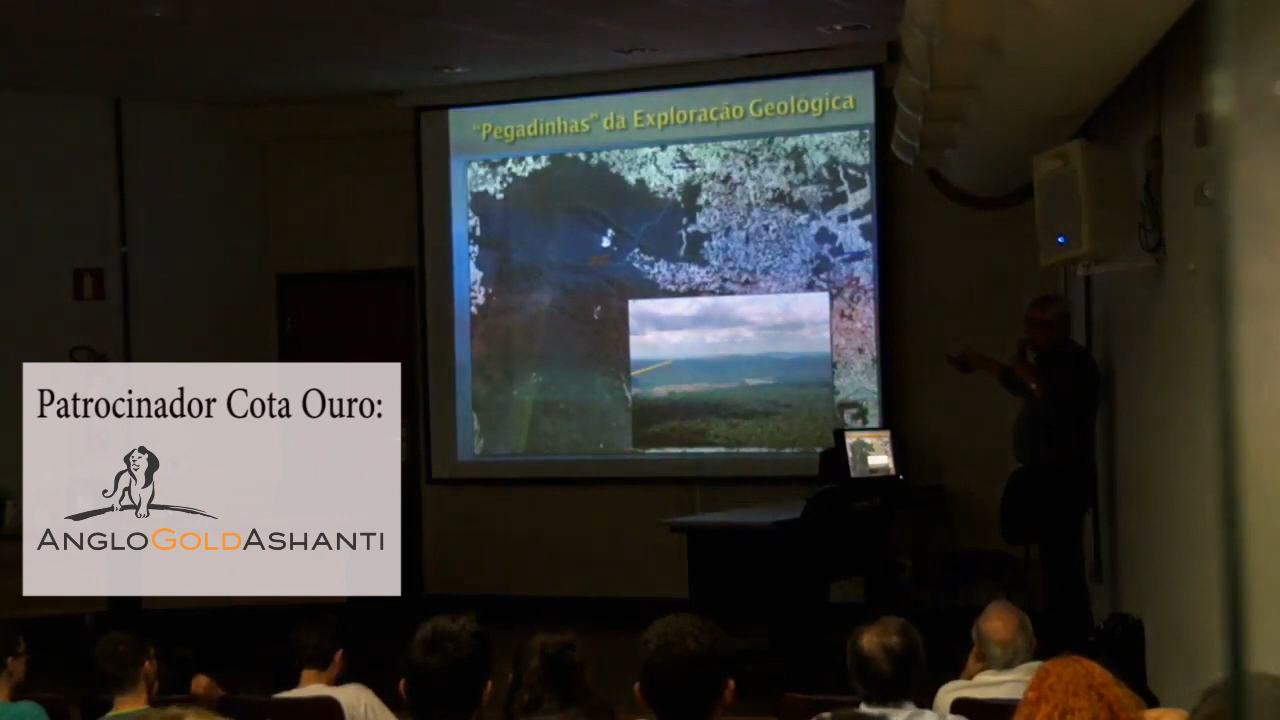 "Pegadinhas" da Exploração Geológica
Patrocinador Cota Ouro:
ANGLOGOLDASHANTI